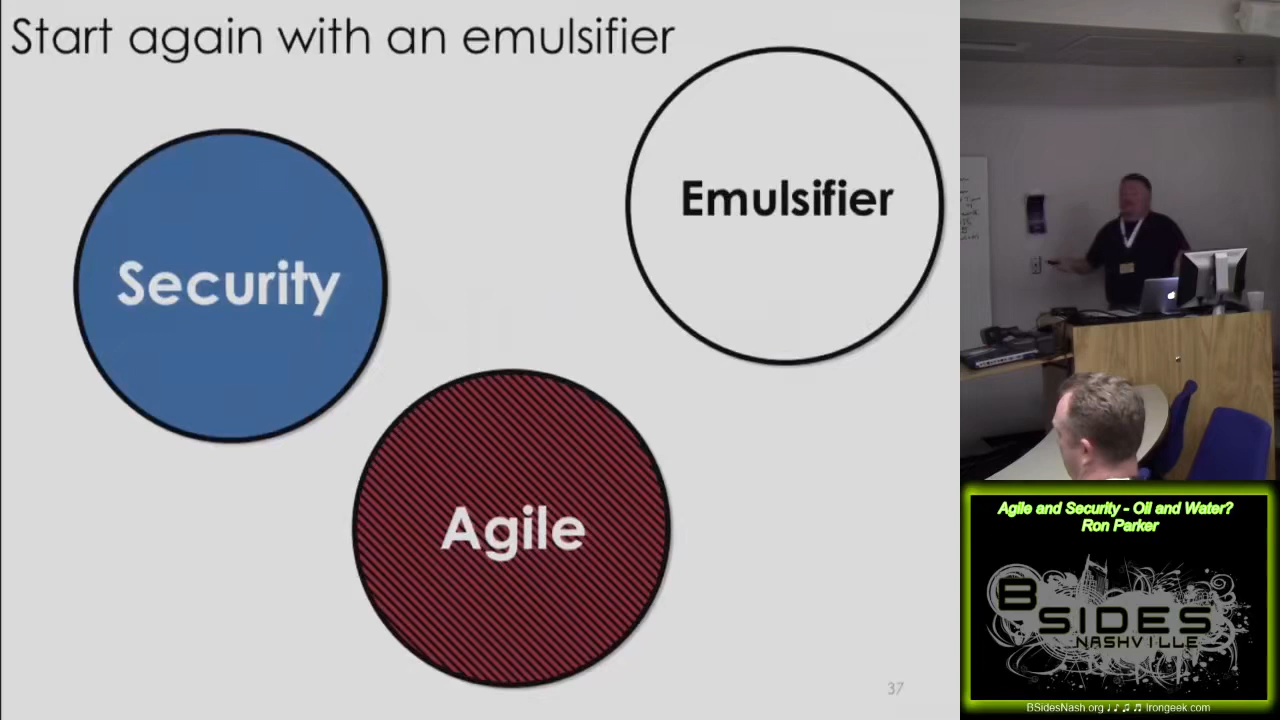 Start again with an emulsifier
Emulsifier
Security
Agile
37
Agile and Security - Oil and Water?
Ron Parker
B
SIDES
NASHVILLE
BSidesNash.org ♩♪♫♬ Irongeek.com